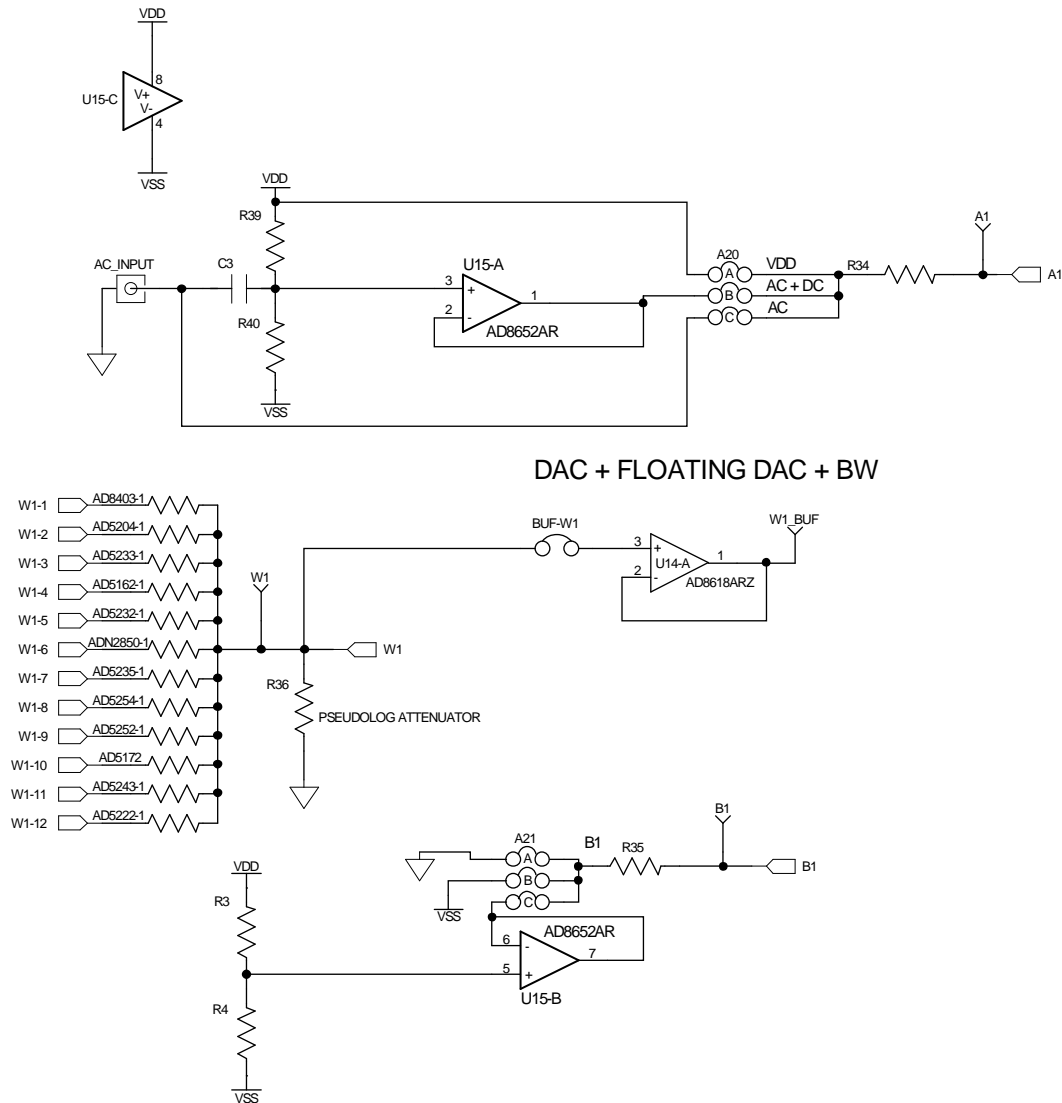 VDD
8
U15-C
V+
V-
4
VSS
VDD
R39
A1
AC_INPUT
C3
U15-A
A20
VDD
R34
A
A1
3
+
1
AC + DC
B
2
-
AC
C
R40
AD8652AR
VSS
DAC + FLOATING DAC + BW
W1-1 AD8403-1
W1-2 AD5204-1
W1-3 AD5233-1
W1-4 AD5162-1
W1-5 AD5232-1
W1-6 ADN2850-1
W1-7 AD5235-1
W1-8 AD5254-1
W1-9 AD5252-1
W1-10 AD5172
W1-11 AD5243-1
W1-12 AD5222-1
W1_BUF
BUF-W1
3
+
U14-A
1
2
-
AD8618ARZ
W1
W1
R36
PSEUDOLOG ATTENUATOR
B1
A21
B1
R35
A
B1
VDD
B
R3
VSS
C
AD8652AR
6
-
7
5
+
U15-B
R4
VSS